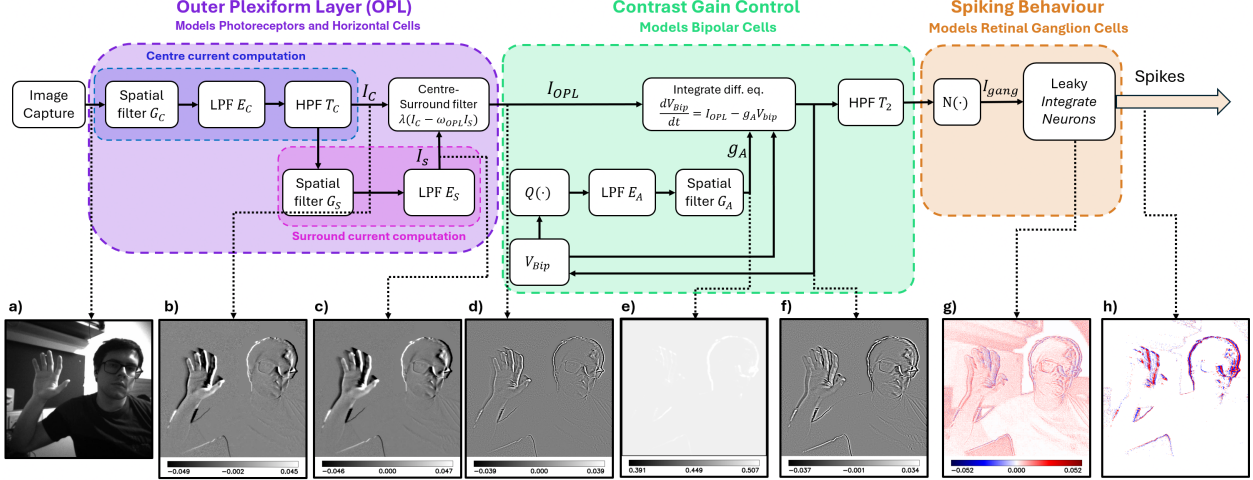 Outer Plexiform Layer (OPL)
Models Photoreceptors and Horizontal Cells
Contrast Gain Control
Models Bipolar Cells
Spiking Behaviour
Models Retinal Ganglion Cells
Centre current computation
Image
Capture
Spatial
filter G_C
LPF E_C
HPF T_C
I_C
Centre-
Surround filter
λ(I_C − ω_OPL I_S)
I_OPL
Integrate diff. eq.
dV_Bip/dt = I_OPL − g_A V_bip
HPF T_2
N(·)
I_gang
Leaky
Integrate
Neurons
Spikes
I_s
g_A
Spatial
filter G_S
LPF E_S
Surround current computation
Q(·)
LPF E_A
Spatial
filter G_A
V_Bip
a)
b)
c)
d)
e)
f)
g)
h)
−0.049 −0.002 0.045
−0.046 0.000 0.047
−0.039 0.000 0.039
0.391 0.449 0.507
−0.037 −0.001 0.034
−0.052 0.000 0.052